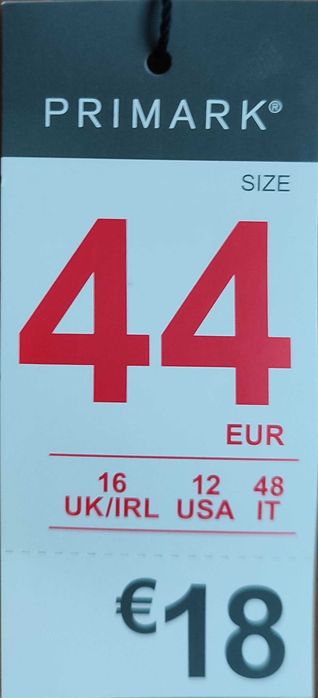 PRIMARK®
SIZE
44
EUR
16 12 48
UK/IRL USA IT
€18